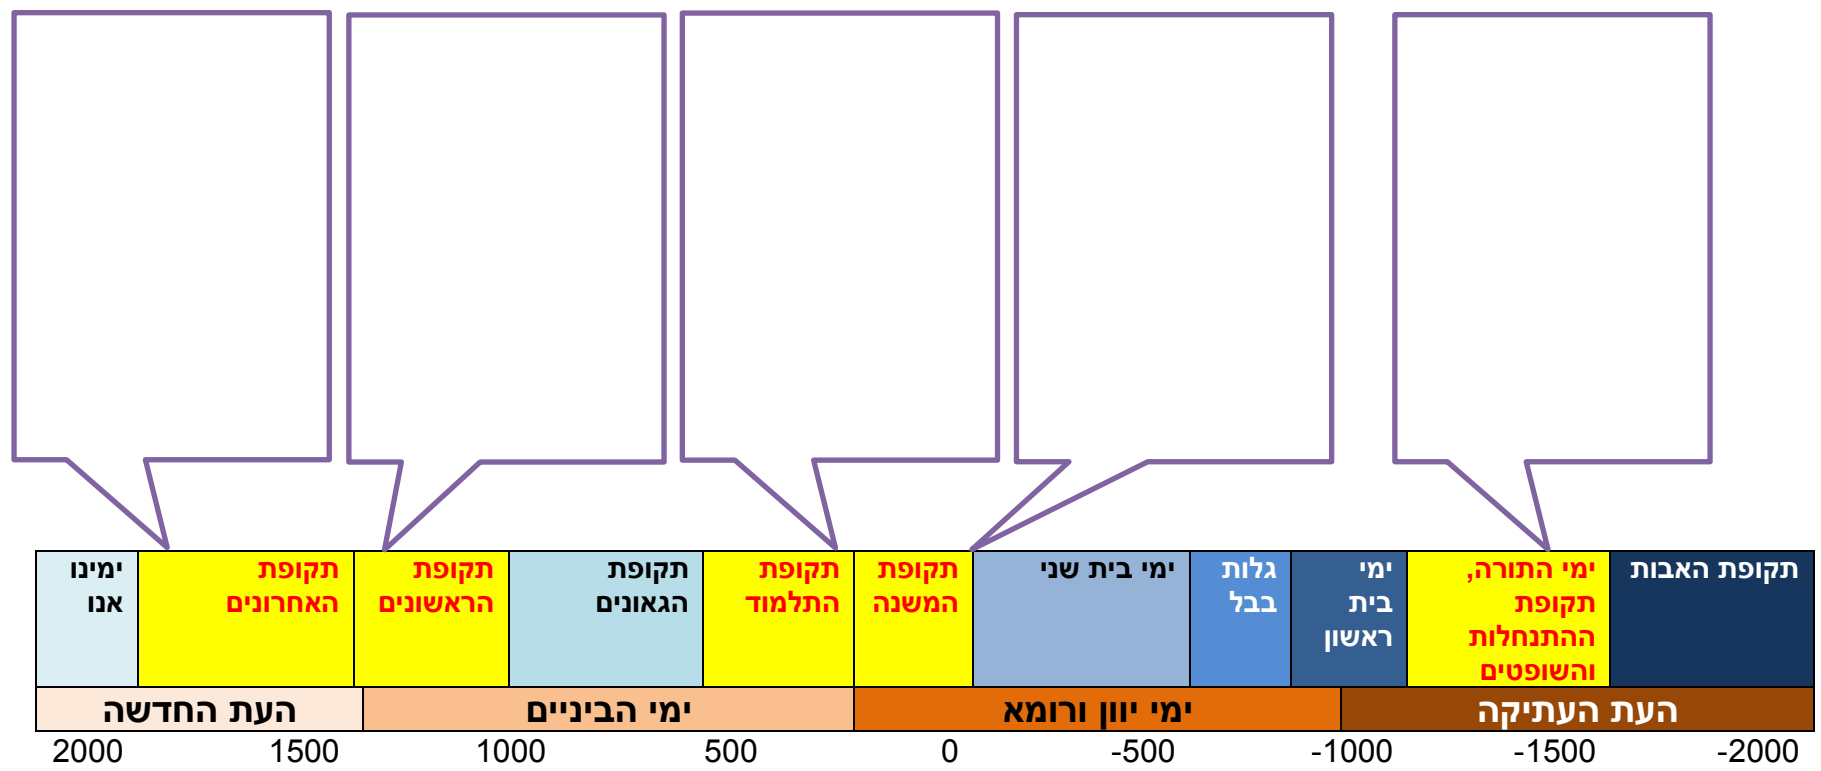 תקופת האבות
ימי התורה,
תקופת
ההתנחלות
והשופטים
ימי
בית
ראשון
גלות
בבל
ימי בית שני
תקופת
המשנה
תקופת
התלמוד
תקופת
הגאונים
תקופת
הראשונים
תקופת
האחרונים
ימינו
אנו
העת העתיקה
ימי יוון ורומא
ימי הביניים
העת החדשה
2000 1500 1000 500 0 -500 -1000 -1500 -2000